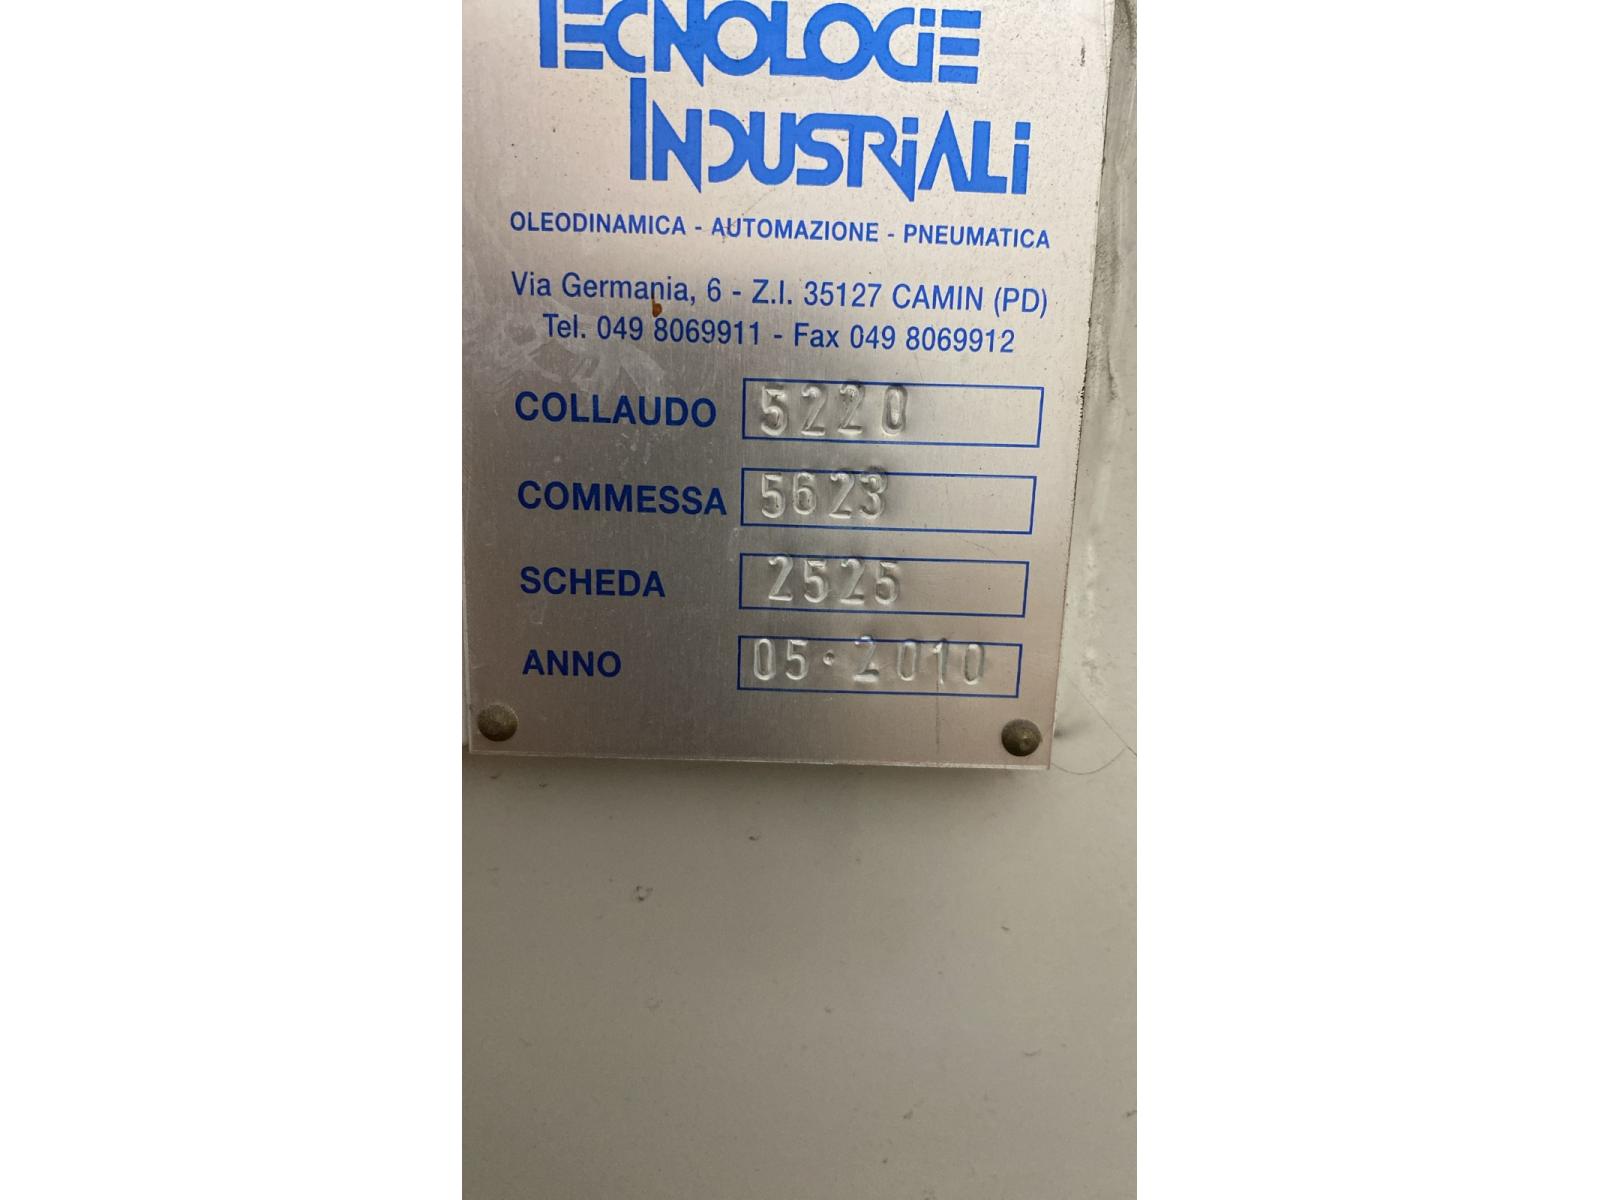 TECNOLOGIE
INDUSTRIALI
OLEODINAMICA - AUTOMAZIONE - PNEUMATICA
Via Germania, 6 - Z.I. 35127 CAMIN (PD)
Tel. 049 8069911 - Fax 049 8069912
COLLAUDO 5220
COMMESSA 5623
SCHEDA 2525
ANNO 05·2010